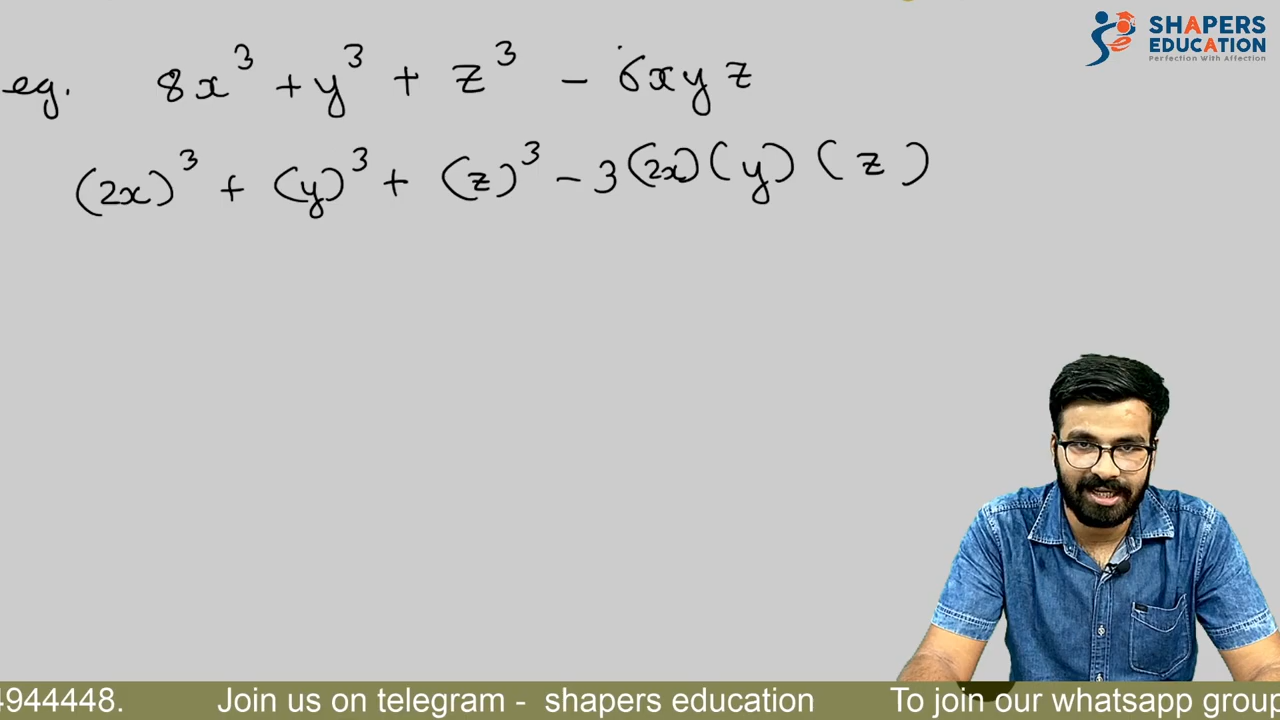 SHAPERS
EDUCATION
Perfection With Affection
eg. 8x³ + y³ + z³ - 6xyz
(2x)³ + (y)³ + (z)³ - 3(2x)(y)(z)
4944448. Join us on telegram - shapers education To join our whatsapp group